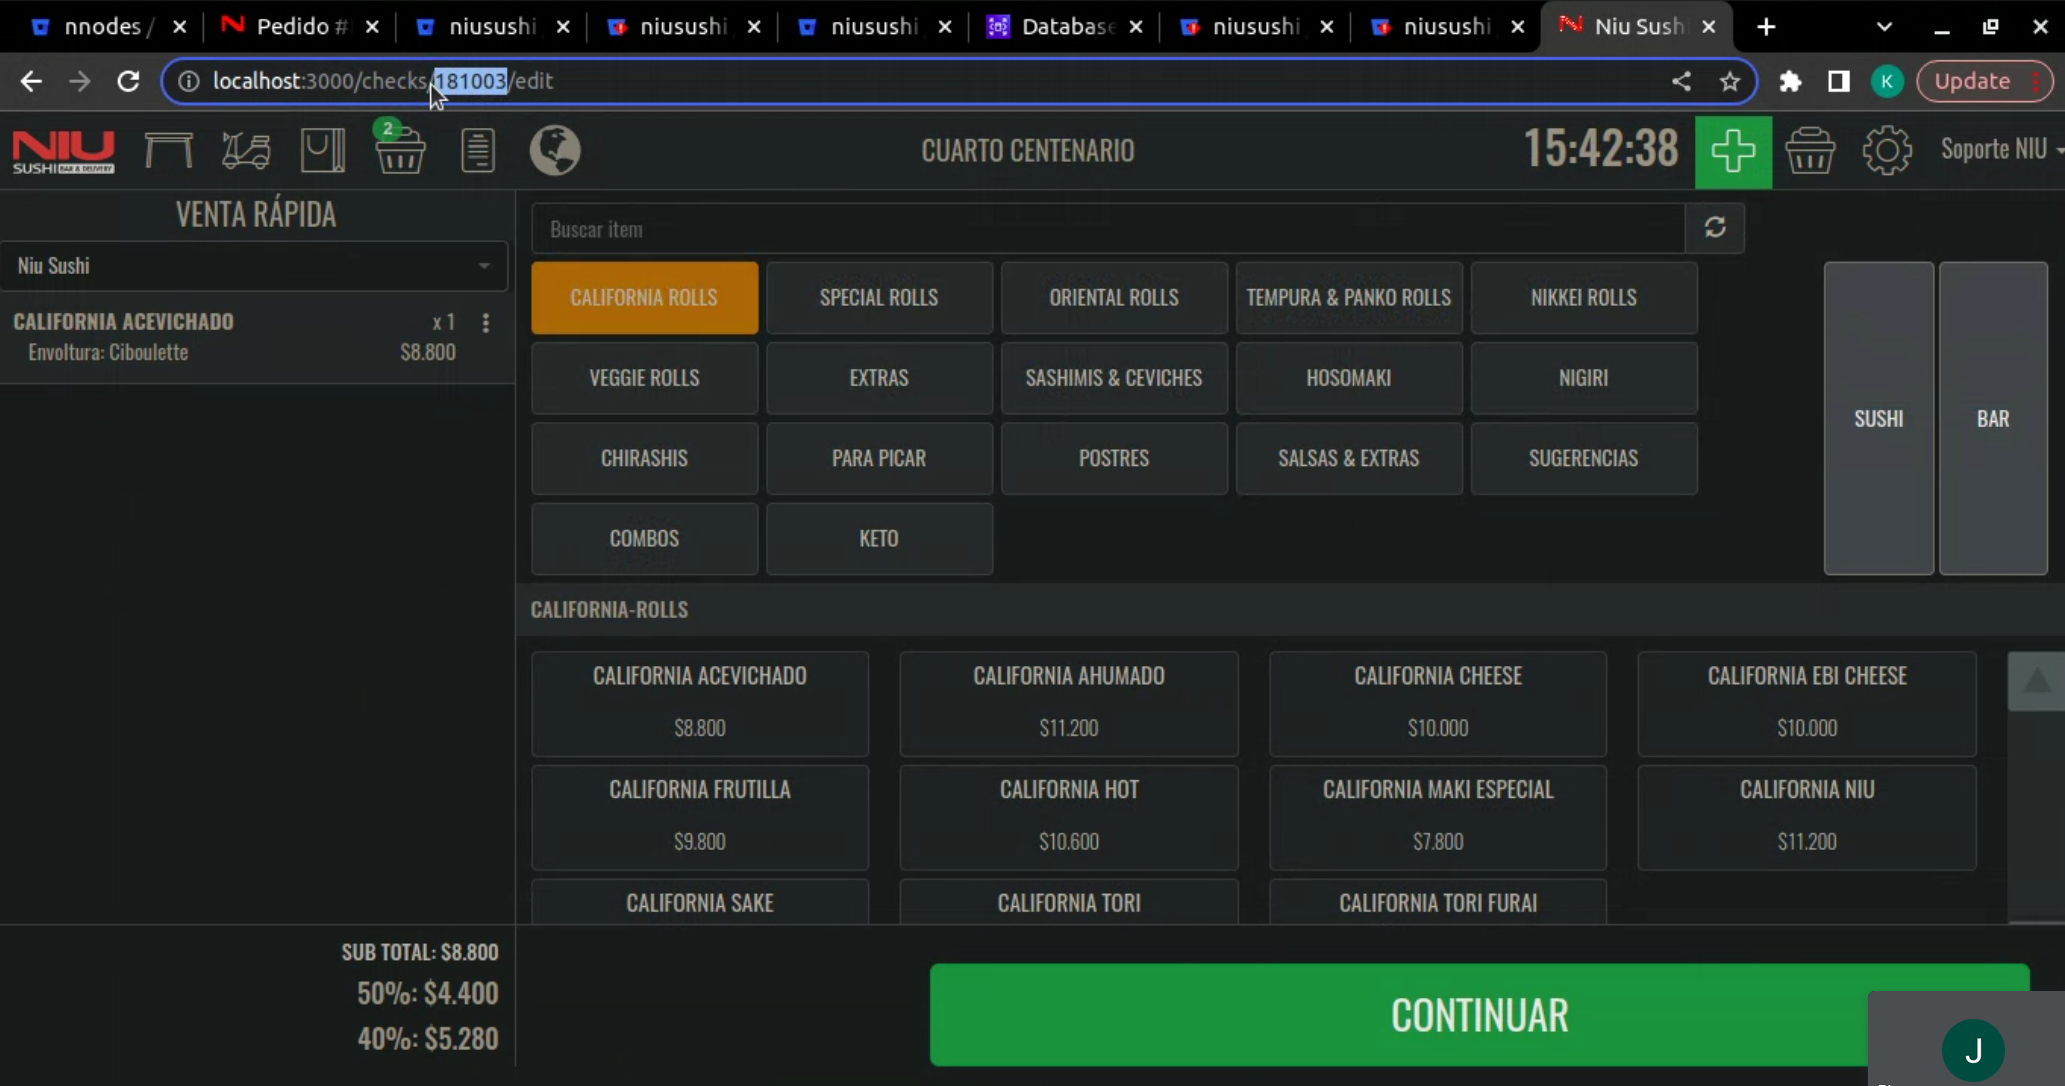 nnodes /
Pedido #
niusushi
niusushi
niusushi
Database
niusushi
niusushi
Niu Sushi
localhost:3000/checks/181003/edit
K
Update
NIU
SUSHI BAR & DELIVERY
2
CUARTO CENTENARIO
15:42:38
Soporte NIU
VENTA RÁPIDA
Niu Sushi
CALIFORNIA ACEVICHADO x 1
Envoltura: Ciboulette $8.800
Buscar item
CALIFORNIA ROLLS
SPECIAL ROLLS
ORIENTAL ROLLS
TEMPURA & PANKO ROLLS
NIKKEI ROLLS
VEGGIE ROLLS
EXTRAS
SASHIMIS & CEVICHES
HOSOMAKI
NIGIRI
CHIRASHIS
PARA PICAR
POSTRES
SALSAS & EXTRAS
SUGERENCIAS
COMBOS
KETO
SUSHI
BAR
CALIFORNIA-ROLLS
CALIFORNIA ACEVICHADO
$8.800
CALIFORNIA AHUMADO
$11.200
CALIFORNIA CHEESE
$10.000
CALIFORNIA EBI CHEESE
$10.000
CALIFORNIA FRUTILLA
$9.800
CALIFORNIA HOT
$10.600
CALIFORNIA MAKI ESPECIAL
$7.800
CALIFORNIA NIU
$11.200
CALIFORNIA SAKE
CALIFORNIA TORI
CALIFORNIA TORI FURAI
SUB TOTAL: $8.800
50%: $4.400
40%: $5.280
CONTINUAR
J